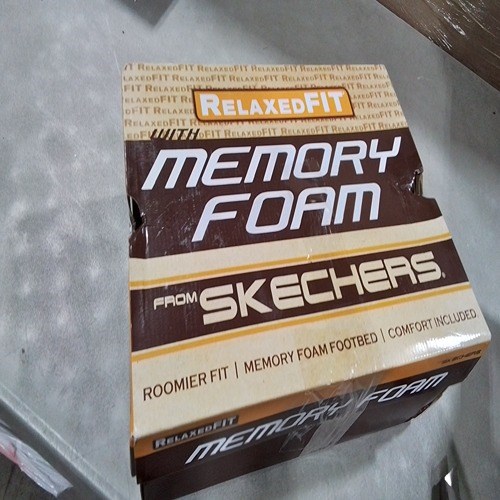 RELAXEDFIT
WITH
MEMORY
FOAM
FROM SKECHERS
ROOMIER FIT | MEMORY FOAM FOOTBED | COMFORT INCLUDED
RELAXEDFIT
MEMORY FOAM